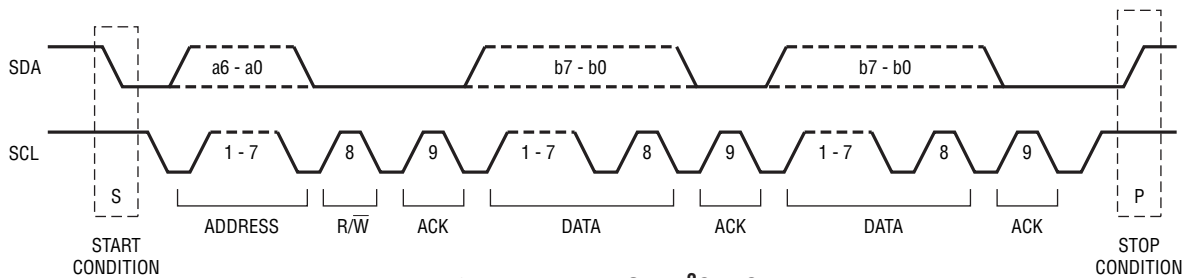 SDA
a6 - a0
b7 - b0
b7 - b0
SCL
1 - 7
8
9
1 - 7
8
9
1 - 7
8
9
S
P
ADDRESS
R/W̅
ACK
DATA
ACK
DATA
ACK
START
CONDITION
STOP
CONDITION